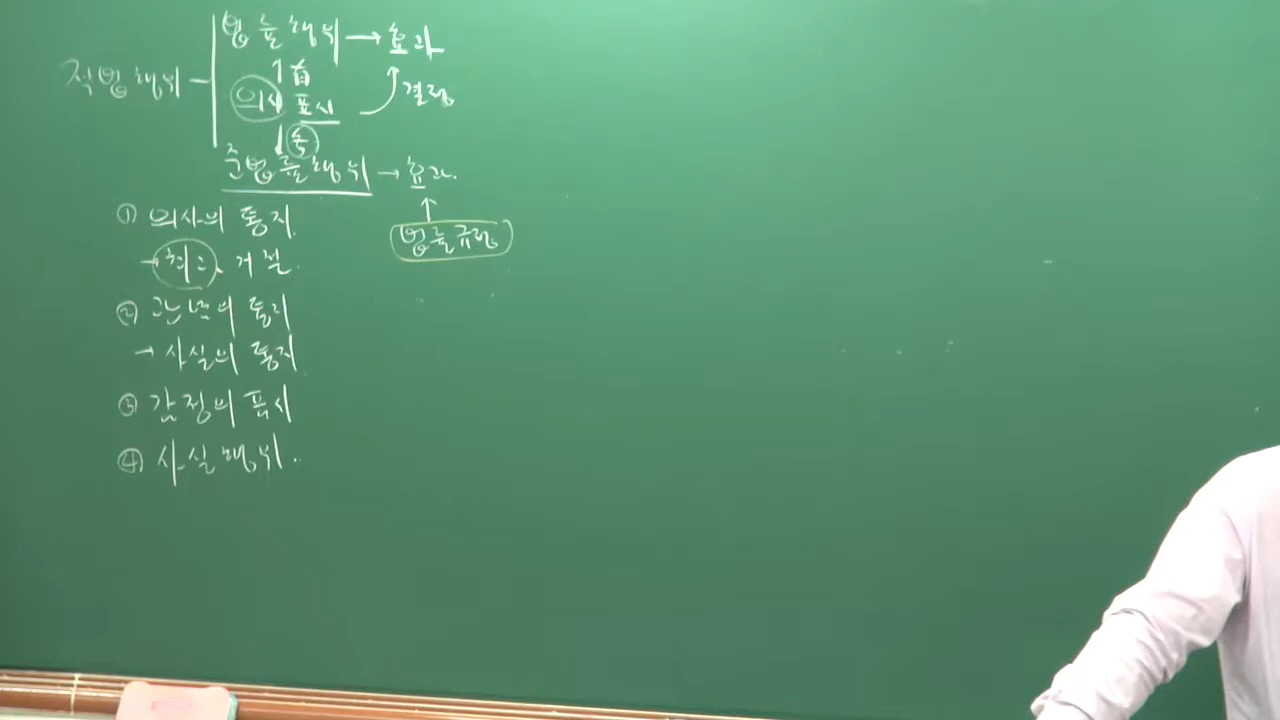 법률행위 → 효과
적법행위
↑ 有
의사표시
결정
↓
준법률행위 → 효과.
↑
법률규정
① 의사의 통지
→ 최고, 거절.
② 관념의 통지
→ 사실의 통지
③ 감정의 표시
④ 사실행위.